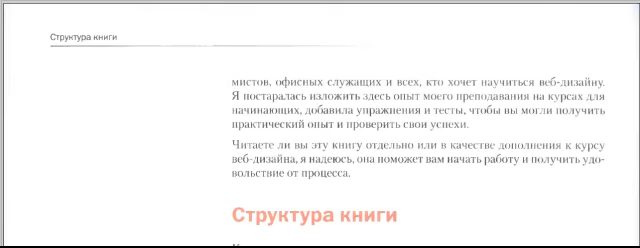 Структура книги
мистов, офисных служащих и всех, кто хочет научиться веб-дизайну.
Я постаралась изложить здесь опыт моего преподавания на курсах для
начинающих, добавила упражнения и тесты, чтобы вы могли получить
практический опыт и проверить свои успехи.
Читаете ли вы эту книгу отдельно или в качестве дополнения к курсу
веб-дизайна, я надеюсь, она поможет вам начать работу и получить удо-
вольствие от процесса.
Структура книги